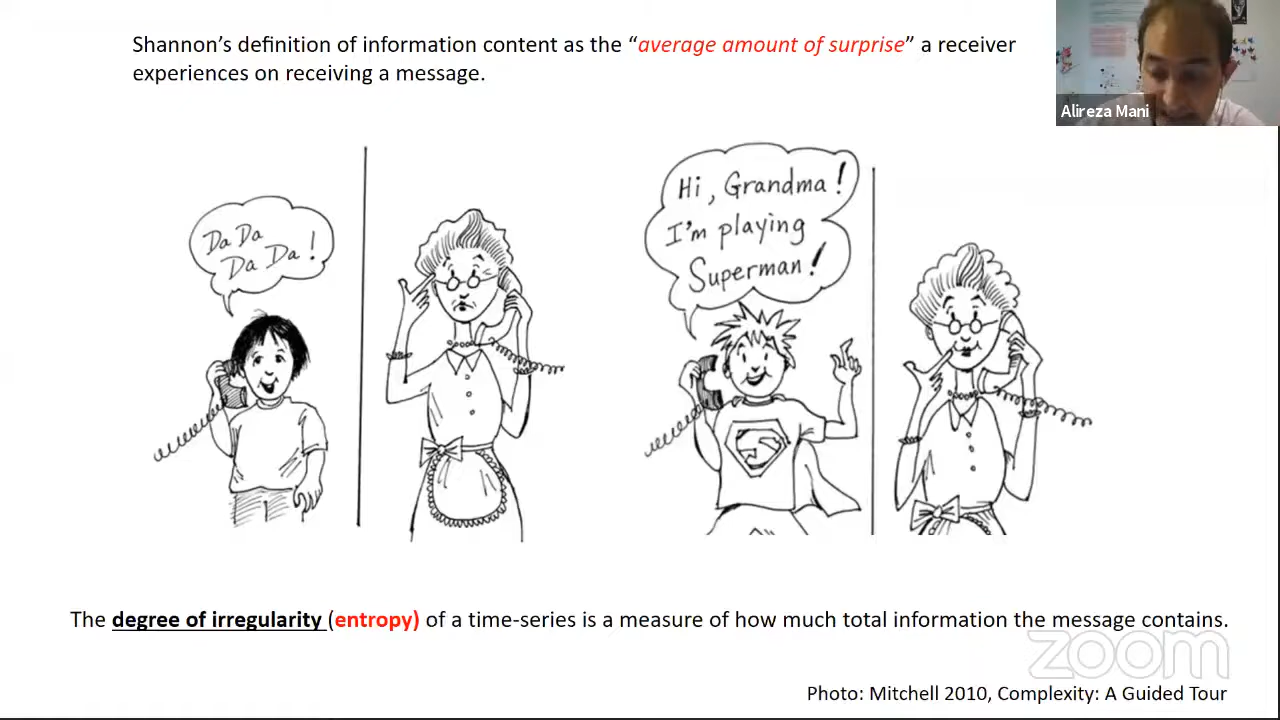 Shannon’s definition of information content as the “average amount of surprise” a receiver
experiences on receiving a message.
Alireza Mani
Da Da
Da Da!
Hi, Grandma!
I'm playing
Superman!
S
The degree of irregularity (entropy) of a time-series is a measure of how much total information the message contains.
zoom
Photo: Mitchell 2010, Complexity: A Guided Tour